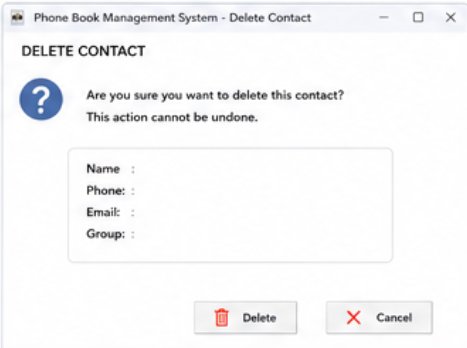 Phone Book Management System - Delete Contact
DELETE CONTACT
Are you sure you want to delete this contact?
This action cannot be undone.
Name :
Phone: :
Email: :
Group: :
Delete
Cancel